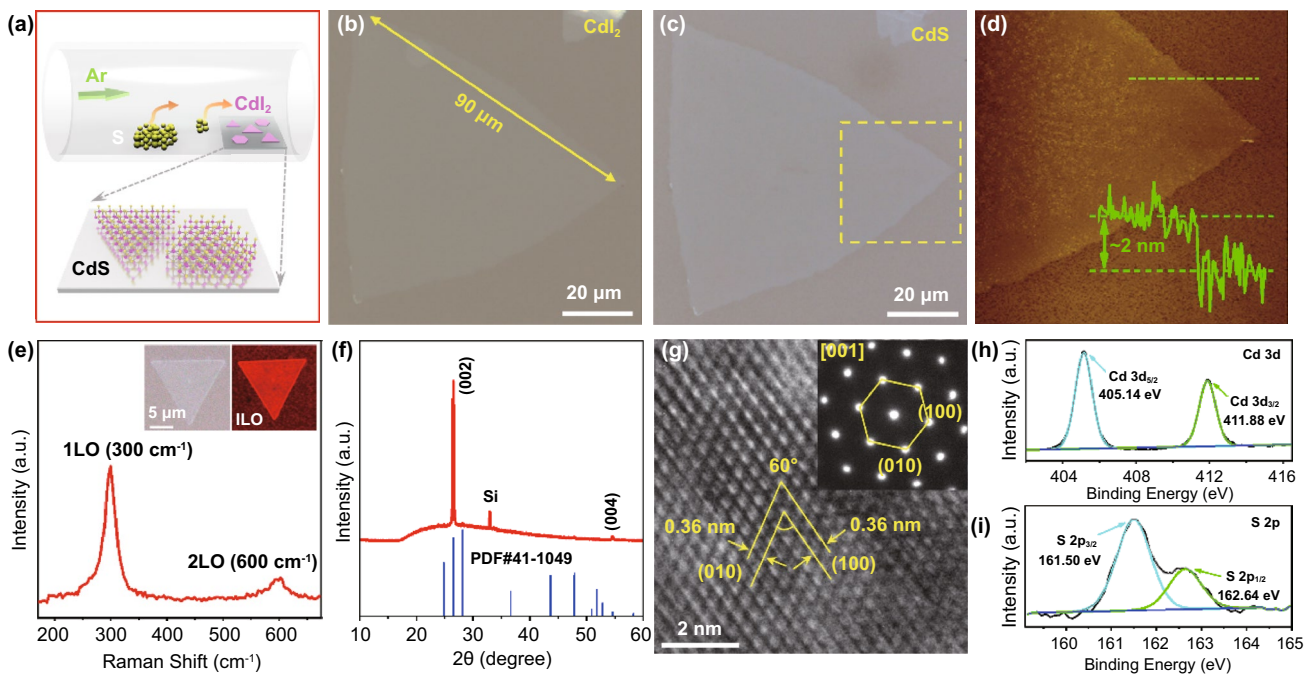 (a)
Ar
S
CdI₂
CdS
(b)
CdI₂
90 μm
20 μm
(c)
CdS
20 μm
(d)
~2 nm
(e)
5 μm
ILO
1LO (300 cm⁻¹)
2LO (600 cm⁻¹)
Intensity (a.u.)
200 300 400 500 600
Raman Shift (cm⁻¹)
(f)
(002)
Si
(004)
PDF#41-1049
Intensity (a.u.)
10 20 30 40 50 60
2θ (degree)
(g)
[001]
(100)
(010)
60°
0.36 nm 0.36 nm
(010) (100)
2 nm
(h)
Cd 3d
Cd 3d₅/₂
405.14 eV
Cd 3d₃/₂
411.88 eV
Intensity (a.u.)
404 408 412 416
Binding Energy (eV)
(i)
S 2p
S 2p₃/₂
161.50 eV
S 2p₁/₂
162.64 eV
Intensity (a.u.)
160 161 162 163 164 165
Binding Energy (eV)